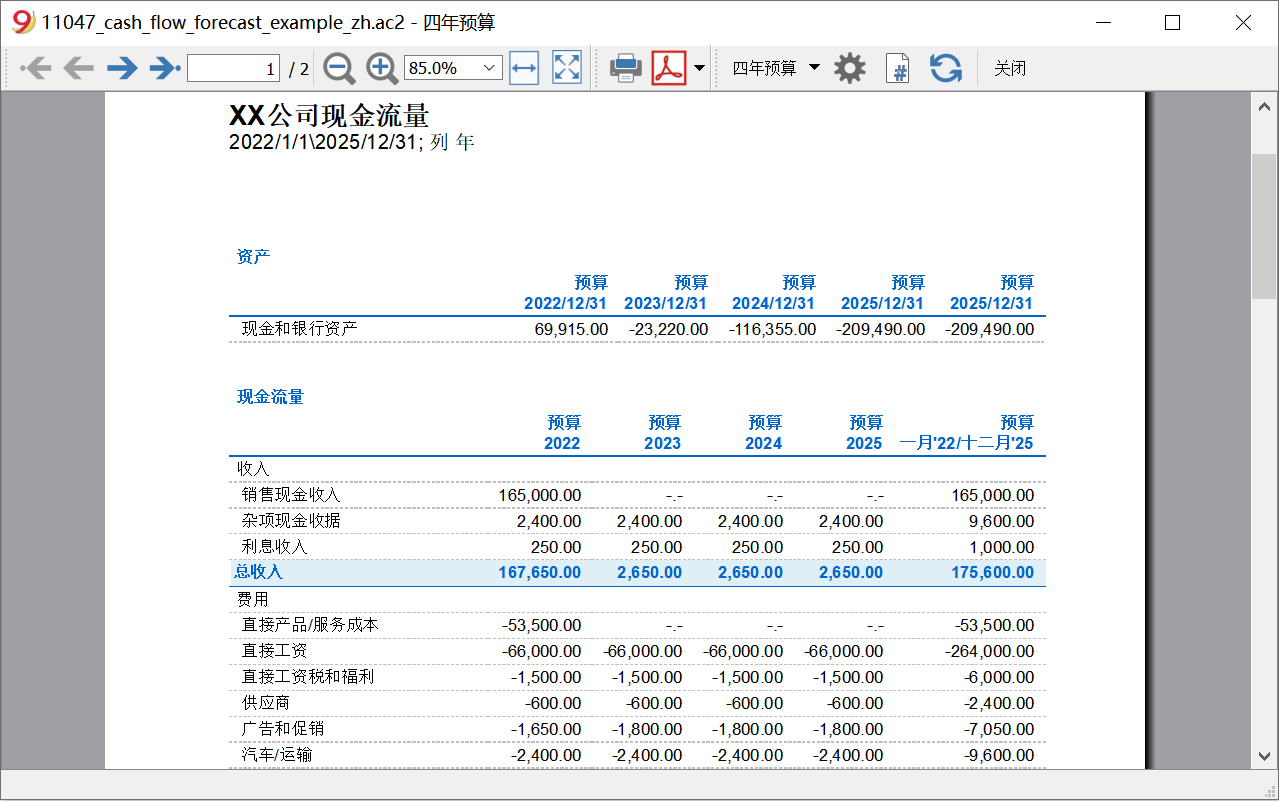 11047_cash_flow_forecast_example_zh.ac2 - 四年预算
1 / 2 85.0% 四年预算 关闭
XX公司现金流量
2022/1/1\2025/12/31; 列 年
资产
预算 预算 预算 预算 预算
2022/12/31 2023/12/31 2024/12/31 2025/12/31 2025/12/31
现金和银行资产 69,915.00 -23,220.00 -116,355.00 -209,490.00 -209,490.00
现金流量
预算 预算 预算 预算 预算
2022 2023 2024 2025 一月'22/十二月'25
收入
销售现金收入 165,000.00 -.- -.- -.- 165,000.00
杂项现金收据 2,400.00 2,400.00 2,400.00 2,400.00 9,600.00
利息收入 250.00 250.00 250.00 250.00 1,000.00
总收入 167,650.00 2,650.00 2,650.00 2,650.00 175,600.00
费用
直接产品/服务成本 -53,500.00 -.- -.- -.- -53,500.00
直接工资 -66,000.00 -66,000.00 -66,000.00 -66,000.00 -264,000.00
直接工资税和福利 -1,500.00 -1,500.00 -1,500.00 -1,500.00 -6,000.00
供应商 -600.00 -600.00 -600.00 -600.00 -2,400.00
广告和促销 -1,650.00 -1,800.00 -1,800.00 -1,800.00 -7,050.00
汽车/运输 -2,400.00 -2,400.00 -2,400.00 -2,400.00 -9,600.00